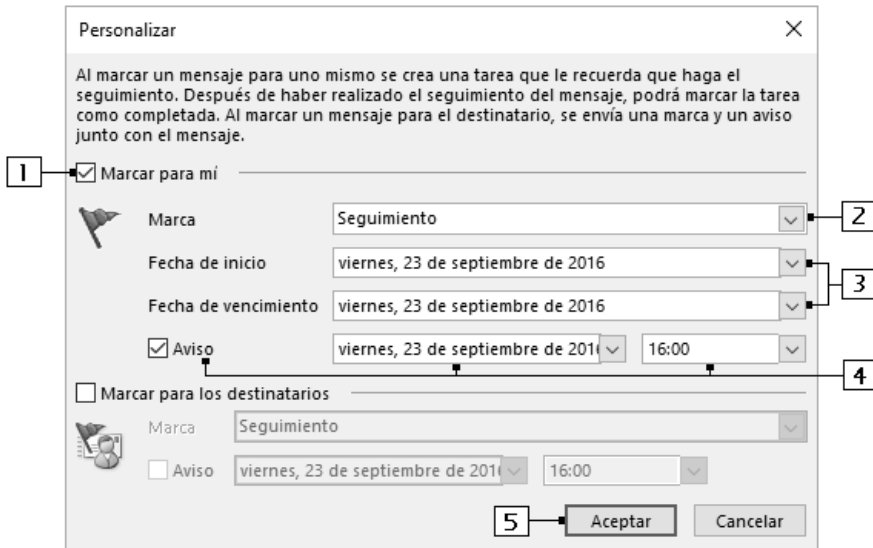 Personalizar
Al marcar un mensaje para uno mismo se crea una tarea que le recuerda que haga el
seguimiento. Después de haber realizado el seguimiento del mensaje, podrá marcar la tarea
como completada. Al marcar un mensaje para el destinatario, se envía una marca y un aviso
junto con el mensaje.
1 Marcar para mí
Marca Seguimiento 2
Fecha de inicio viernes, 23 de septiembre de 2016
3
Fecha de vencimiento viernes, 23 de septiembre de 2016
Aviso viernes, 23 de septiembre de 201 16:00
4
Marcar para los destinatarios
Marca Seguimiento
Aviso viernes, 23 de septiembre de 201 16:00
5 Aceptar Cancelar